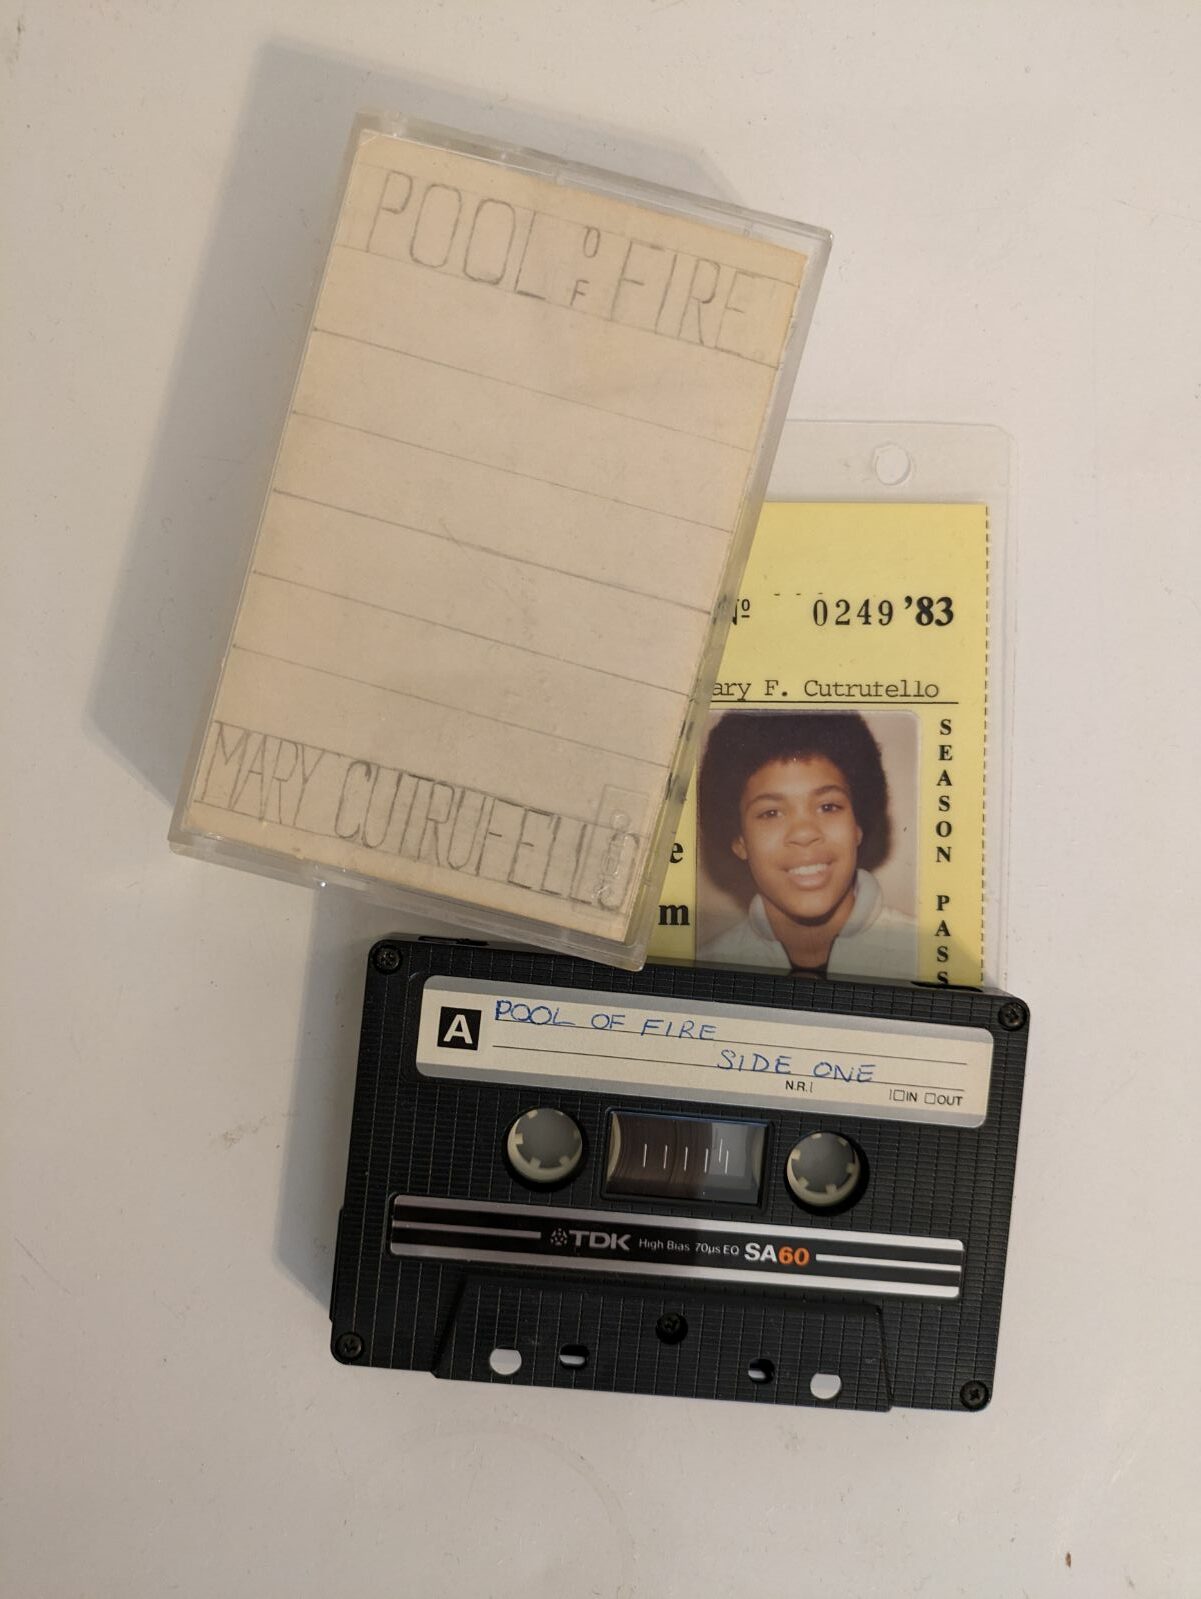 POOL OF FIRE
MARY CUTRUFELLO
Nº 0249 '83
ary F. Cutrufello
SEASON PASS
e
m
A POOL OF FIRE
SIDE ONE
N.R. IN OUT
TDK High Bias 70μs EQ SA60